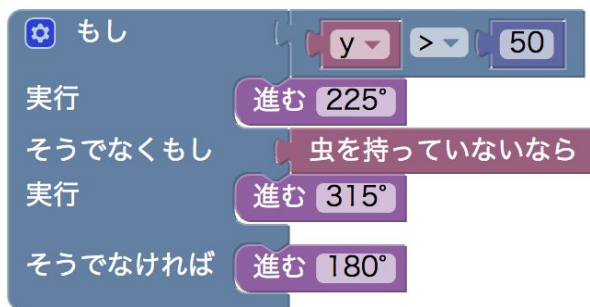 もし y > 50
実行 進む 225°
そうでなくもし 虫を持っていないなら
実行 進む 315°
そうでなければ 進む 180°